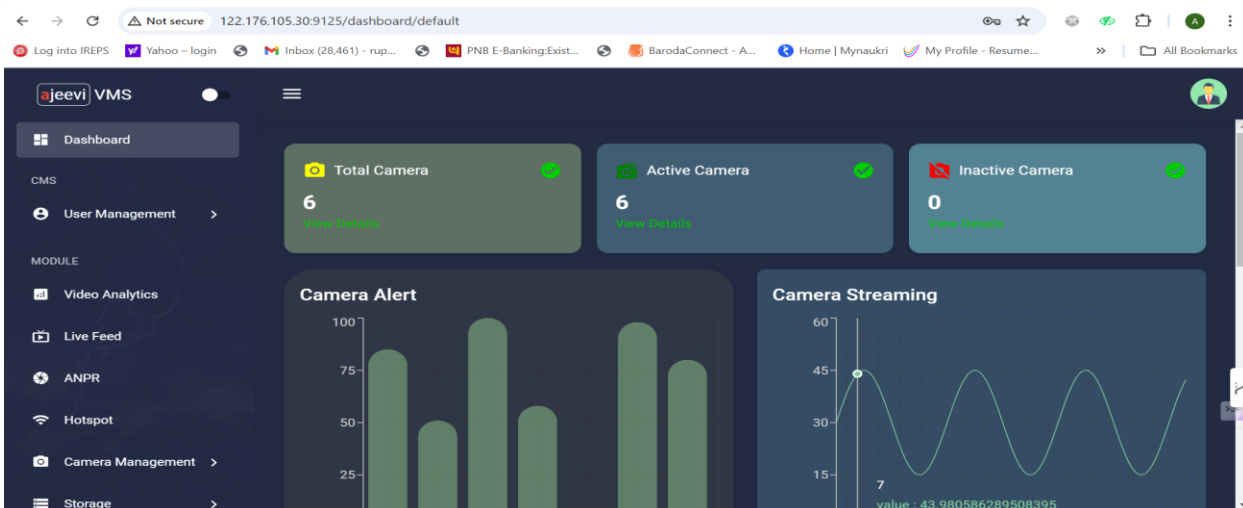 Not secure 122.176.105.30:9125/dashboard/default
A
Log into IREPS Yahoo – login Inbox (28,461) – rup... PNB E-Banking:Exist... BarodaConnect - A... Home | Mynaukri My Profile - Resume... » All Bookmarks
ajeevi VMS
Dashboard
CMS
User Management >
MODULE
Video Analytics
Live Feed
ANPR
Hotspot
Camera Management >
Storage >
Total Camera
6
View Details
Active Camera
6
View Details
Inactive Camera
0
View Details
Camera Alert
100
75
50
25
Camera Streaming
60
45
30
15
7
value : 43.980586289508395